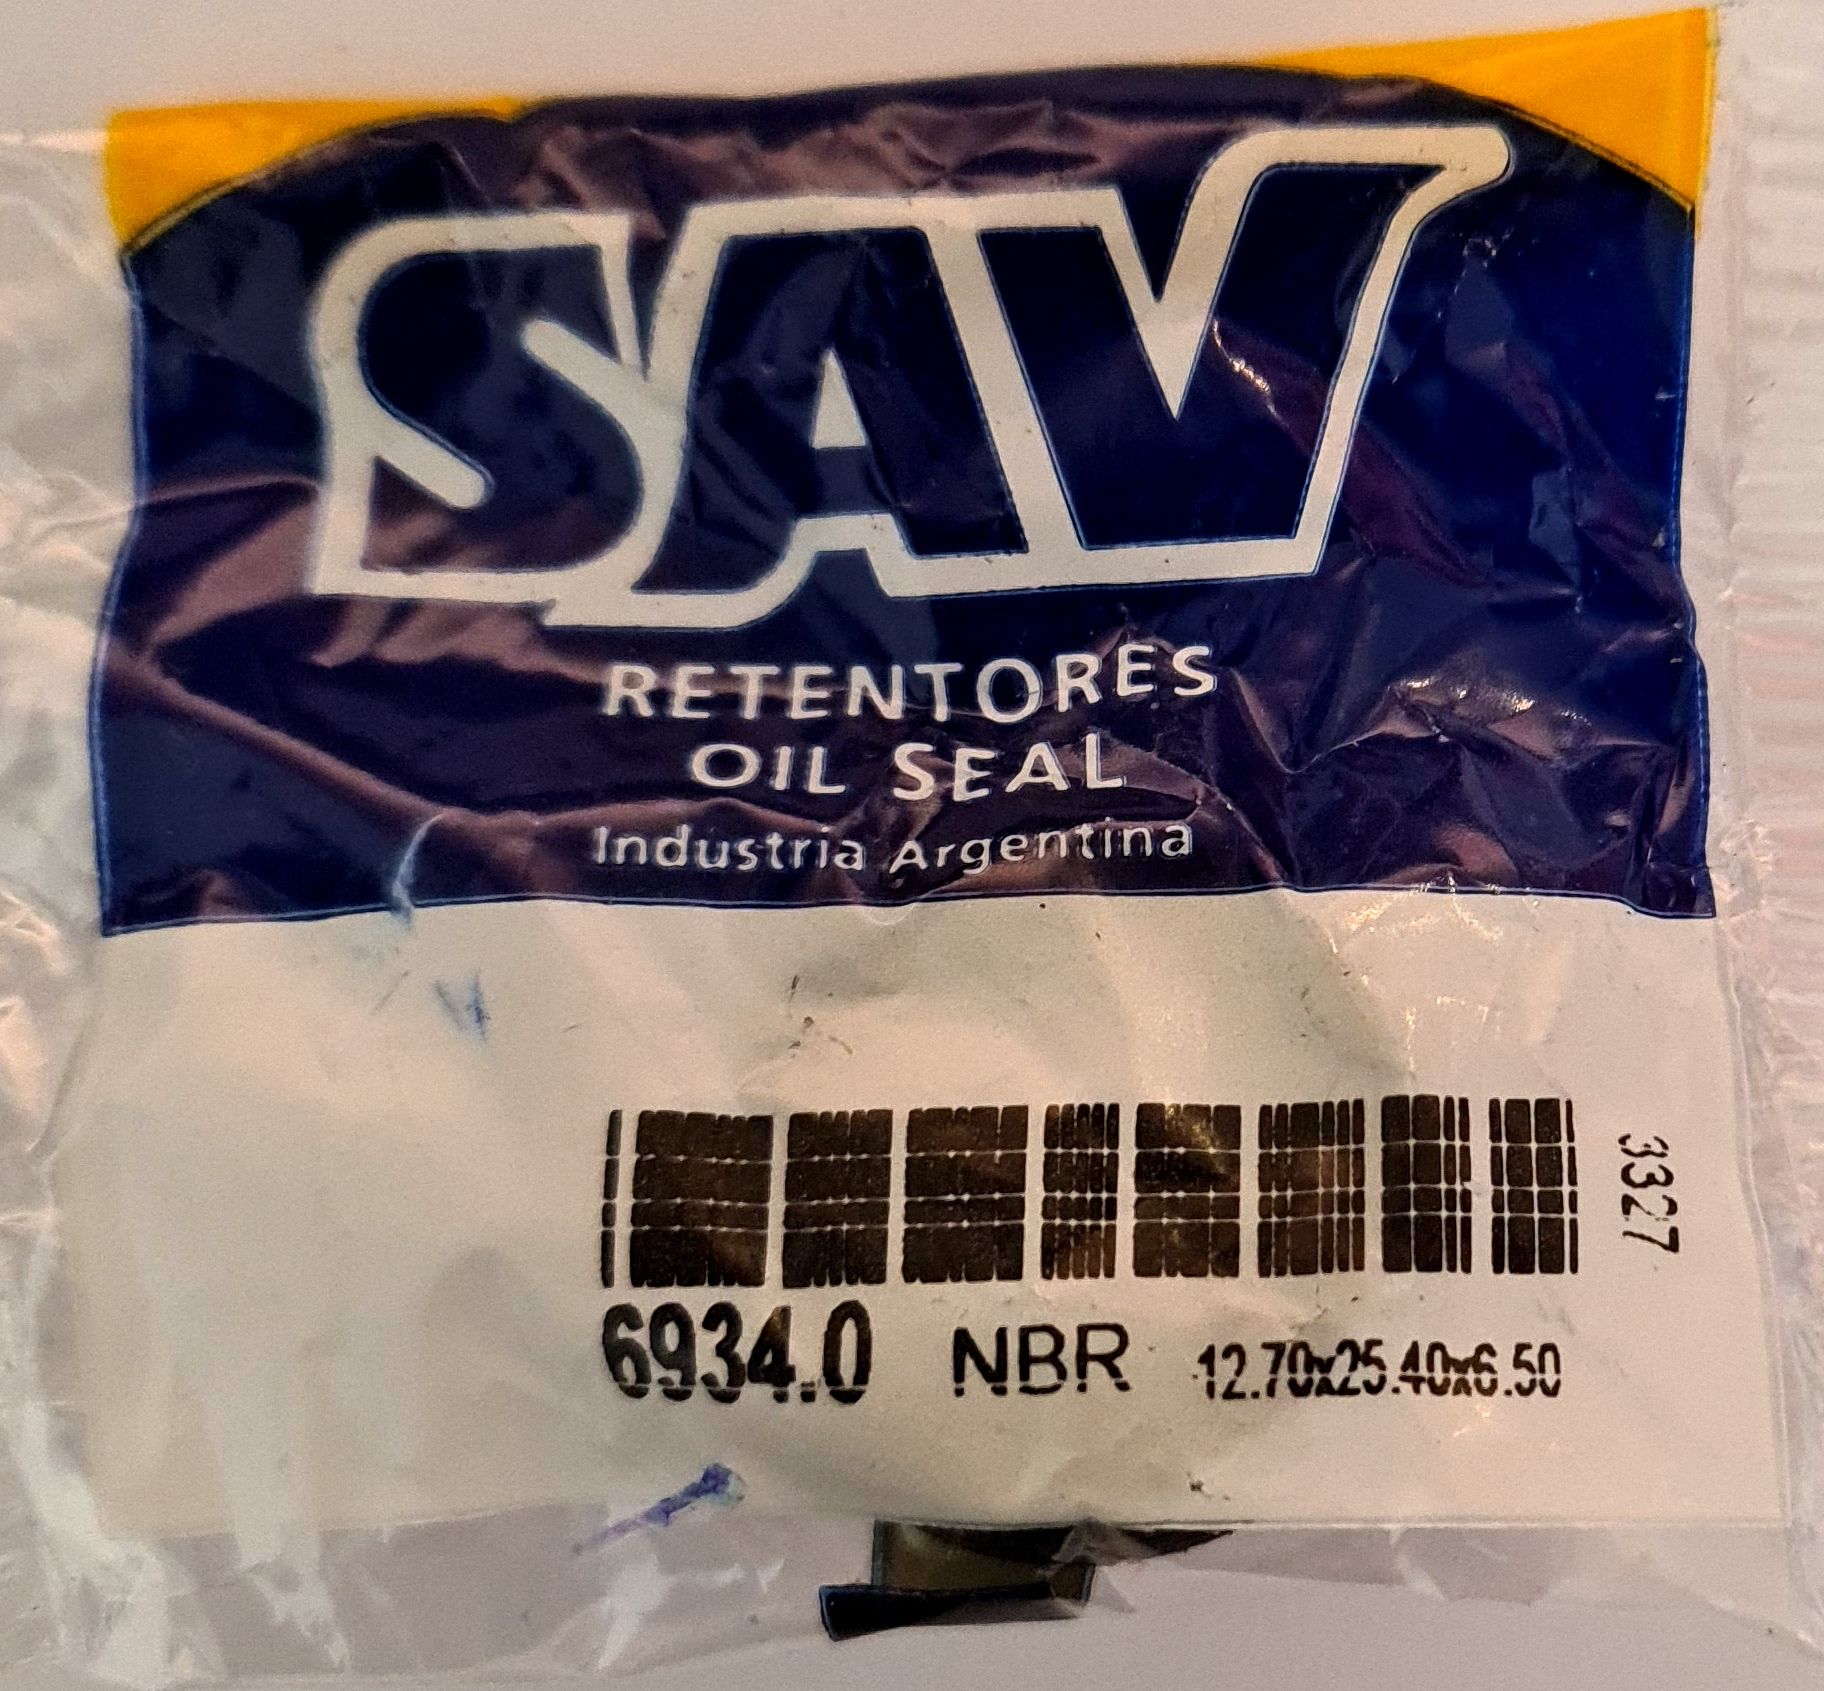 SAV
RETENTORES
OIL SEAL
Industria Argentina
3327
6934.0 NBR 12.70x25.40x6.50